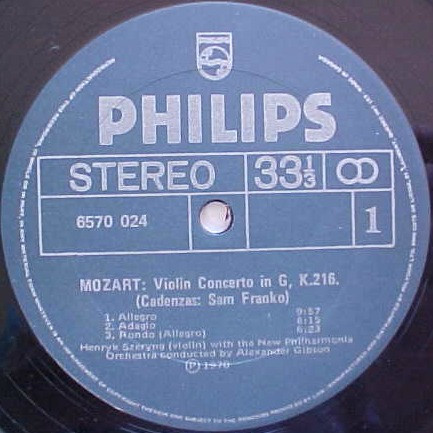 PHILIPS
STEREO 33⅓
6570 024 1
MOZART: Violin Concerto in G, K.216.
(Cadenzas: Sam Franko)
1. Allegro 9:57
2. Adagio 8:15
3. Rondo (Allegro) 6:23
Henryk Szeryng (violin) with the New Philharmonia
Orchestra conducted by Alexander Gibson
Ⓟ 1970